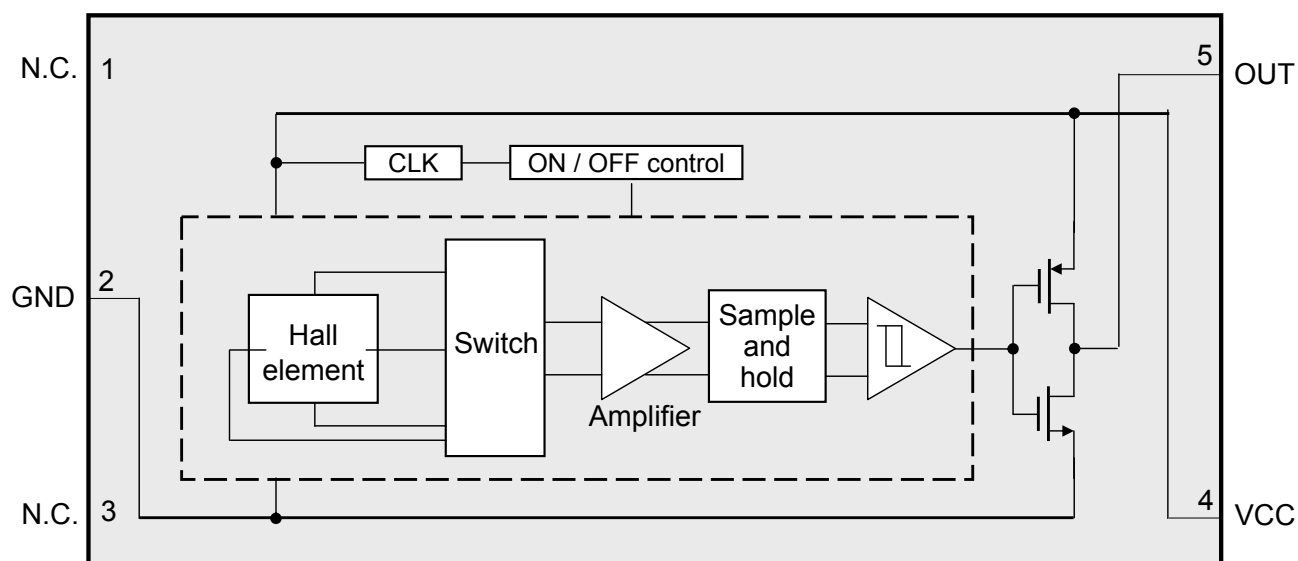 N.C. 1
5 OUT
CLK
ON / OFF control
2
GND
Hall
element
Switch
Amplifier
Sample
and
hold
N.C. 3
4 VCC